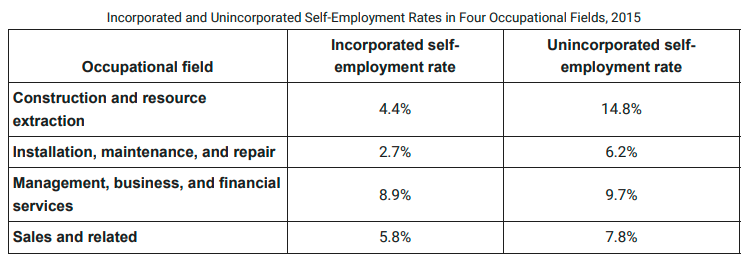 Incorporated and Unincorporated Self-Employment Rates in Four Occupational Fields, 2015
Occupational field
Incorporated self-
employment rate
Unincorporated self-
employment rate
Construction and resource
extraction
4.4%
14.8%
Installation, maintenance, and repair
2.7%
6.2%
Management, business, and financial
services
8.9%
9.7%
Sales and related
5.8%
7.8%